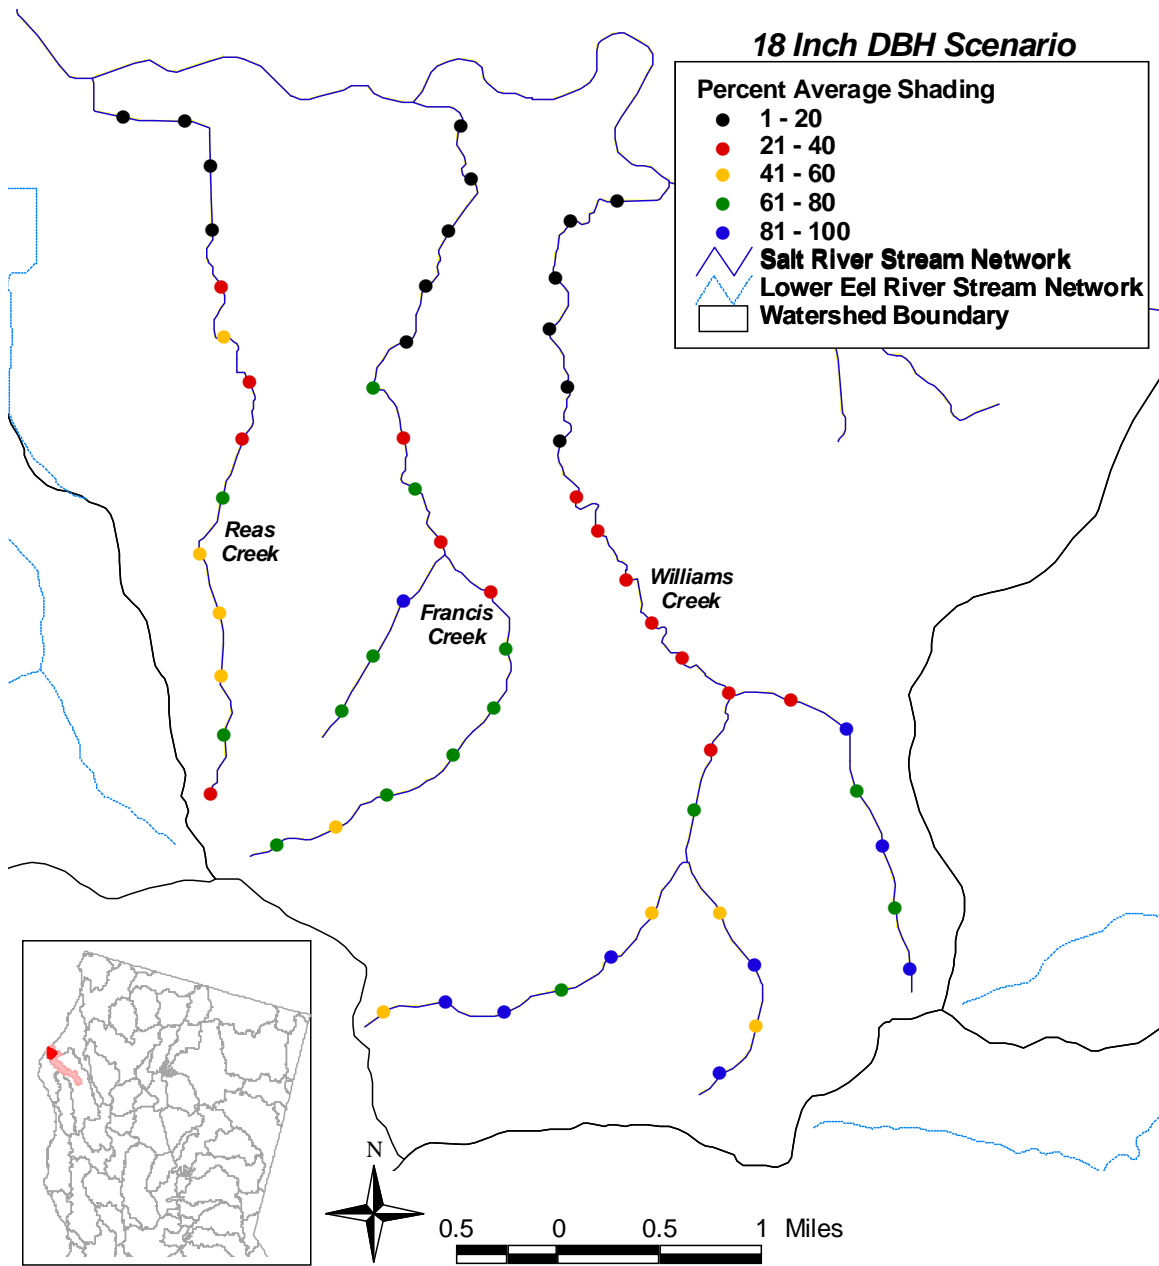 18 Inch DBH Scenario
Percent Average Shading
1 - 20
21 - 40
41 - 60
61 - 80
81 - 100
Salt River Stream Network
Lower Eel River Stream Network
Watershed Boundary
Reas
Creek
Francis
Creek
Williams
Creek
N
0.5 0 0.5 1 Miles